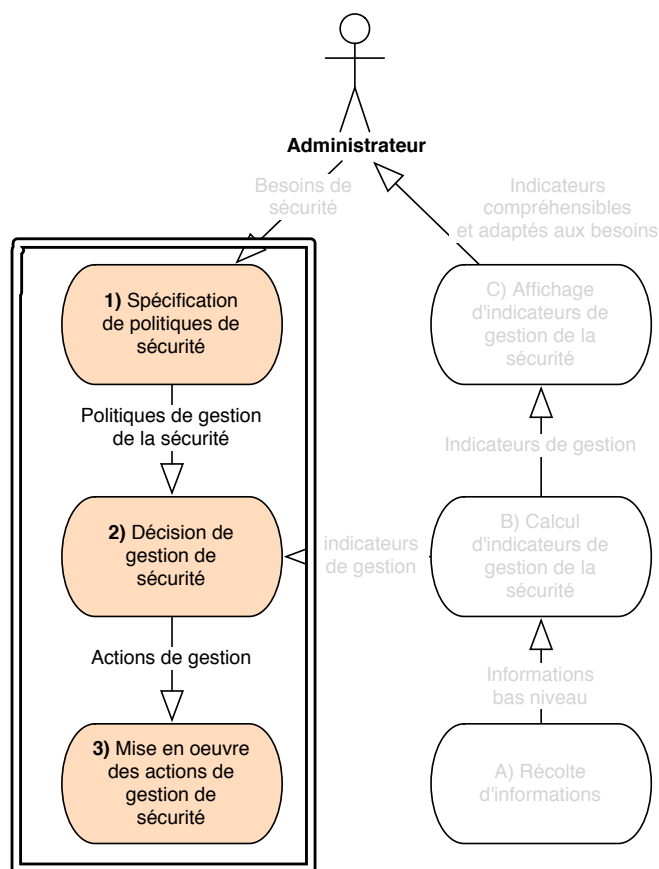 Administrateur
Besoins de
sécurité
Indicateurs
compréhensibles
et adaptés aux besoins
1) Spécification
de politiques de
sécurité
C) Affichage
d'indicateurs de
gestion de la
sécurité
Politiques de gestion
de la sécurité
Indicateurs de gestion
2) Décision de
gestion de
sécurité
indicateurs
de gestion
B) Calcul
d'indicateurs de
gestion de la
sécurité
Actions de gestion
Informations
bas niveau
3) Mise en oeuvre
des actions de
gestion de
sécurité
A) Récolte
d'informations